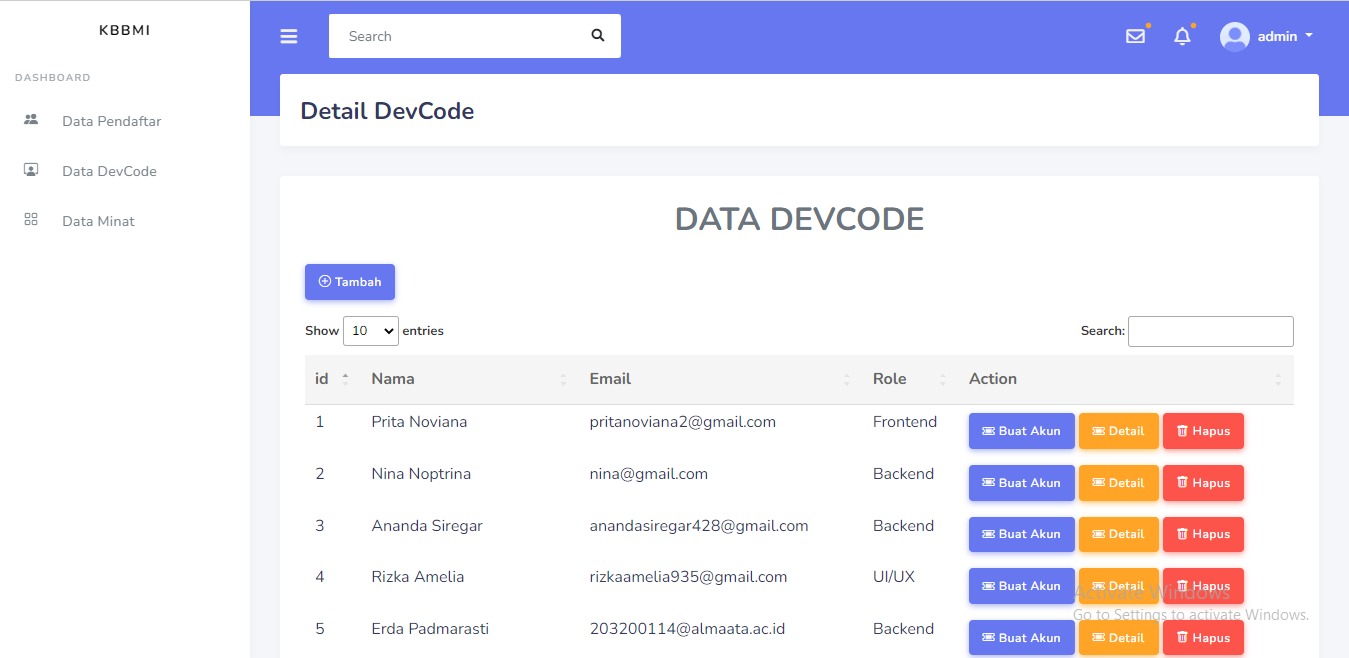 KBBMI
DASHBOARD
Data Pendaftar
Data DevCode
Data Minat
Search
admin
Detail DevCode
DATA DEVCODE
Tambah
Show 10 entries
Search:
id Nama Email Role Action
1 Prita Noviana pritanoviana2@gmail.com Frontend Buat Akun Detail Hapus
2 Nina Noptrina nina@gmail.com Backend Buat Akun Detail Hapus
3 Ananda Siregar anandasiregar428@gmail.com Backend Buat Akun Detail Hapus
4 Rizka Amelia rizkaamelia935@gmail.com UI/UX Buat Akun Detail Hapus
5 Erda Padmarasti 203200114@almaata.ac.id Backend Buat Akun Detail Hapus
Activate Windows
Go to Settings to activate Windows.